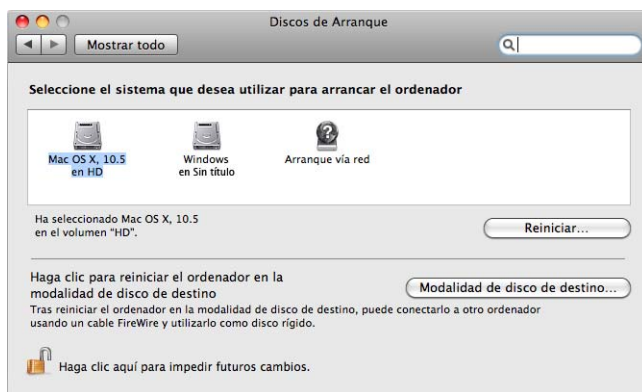 Discos de Arranque
Mostrar todo
Seleccione el sistema que desea utilizar para arrancar el ordenador
Mac OS X, 10.5
en HD
Windows
en Sin título
Arranque vía red
Ha seleccionado Mac OS X, 10.5
en el volumen "HD".
Reiniciar...
Haga clic para reiniciar el ordenador en la
modalidad de disco de destino
Modalidad de disco de destino...
Tras reiniciar el ordenador en la modalidad de disco de destino, puede conectarlo a otro ordenador
usando un cable FireWire y utilizarlo como disco rígido.
Haga clic aquí para impedir futuros cambios.